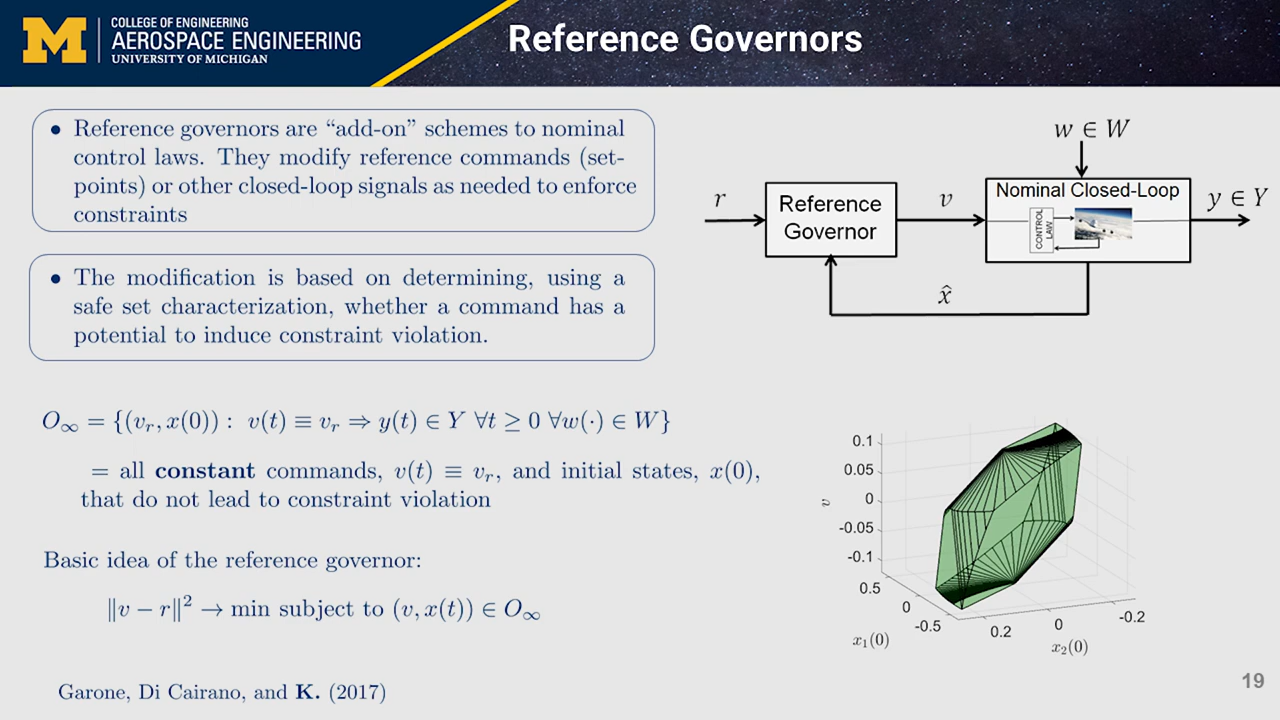 COLLEGE OF ENGINEERING
AEROSPACE ENGINEERING
UNIVERSITY OF MICHIGAN
Reference Governors
• Reference governors are “add-on” schemes to nominal
control laws. They modify reference commands (set-
points) or other closed-loop signals as needed to enforce
constraints
• The modification is based on determining, using a
safe set characterization, whether a command has a
potential to induce constraint violation.
O∞ = {(vᵣ, x(0)) : v(t) ≡ vᵣ ⇒ y(t) ∈ Y ∀t ≥ 0 ∀w(·) ∈ W}
= all constant commands, v(t) ≡ vᵣ, and initial states, x(0),
that do not lead to constraint violation
Basic idea of the reference governor:
‖v − r‖² → min subject to (v, x(t)) ∈ O∞
Garone, Di Cairano, and K. (2017)
w ∈ W
r
Reference
Governor
v
Nominal Closed-Loop
CONTROL
LAW
y ∈ Y
x̂
0.1
0.05
0
-0.05
-0.1
v
0.5
0
-0.5
x₁(0)
0.2
0
-0.2
x₂(0)
19